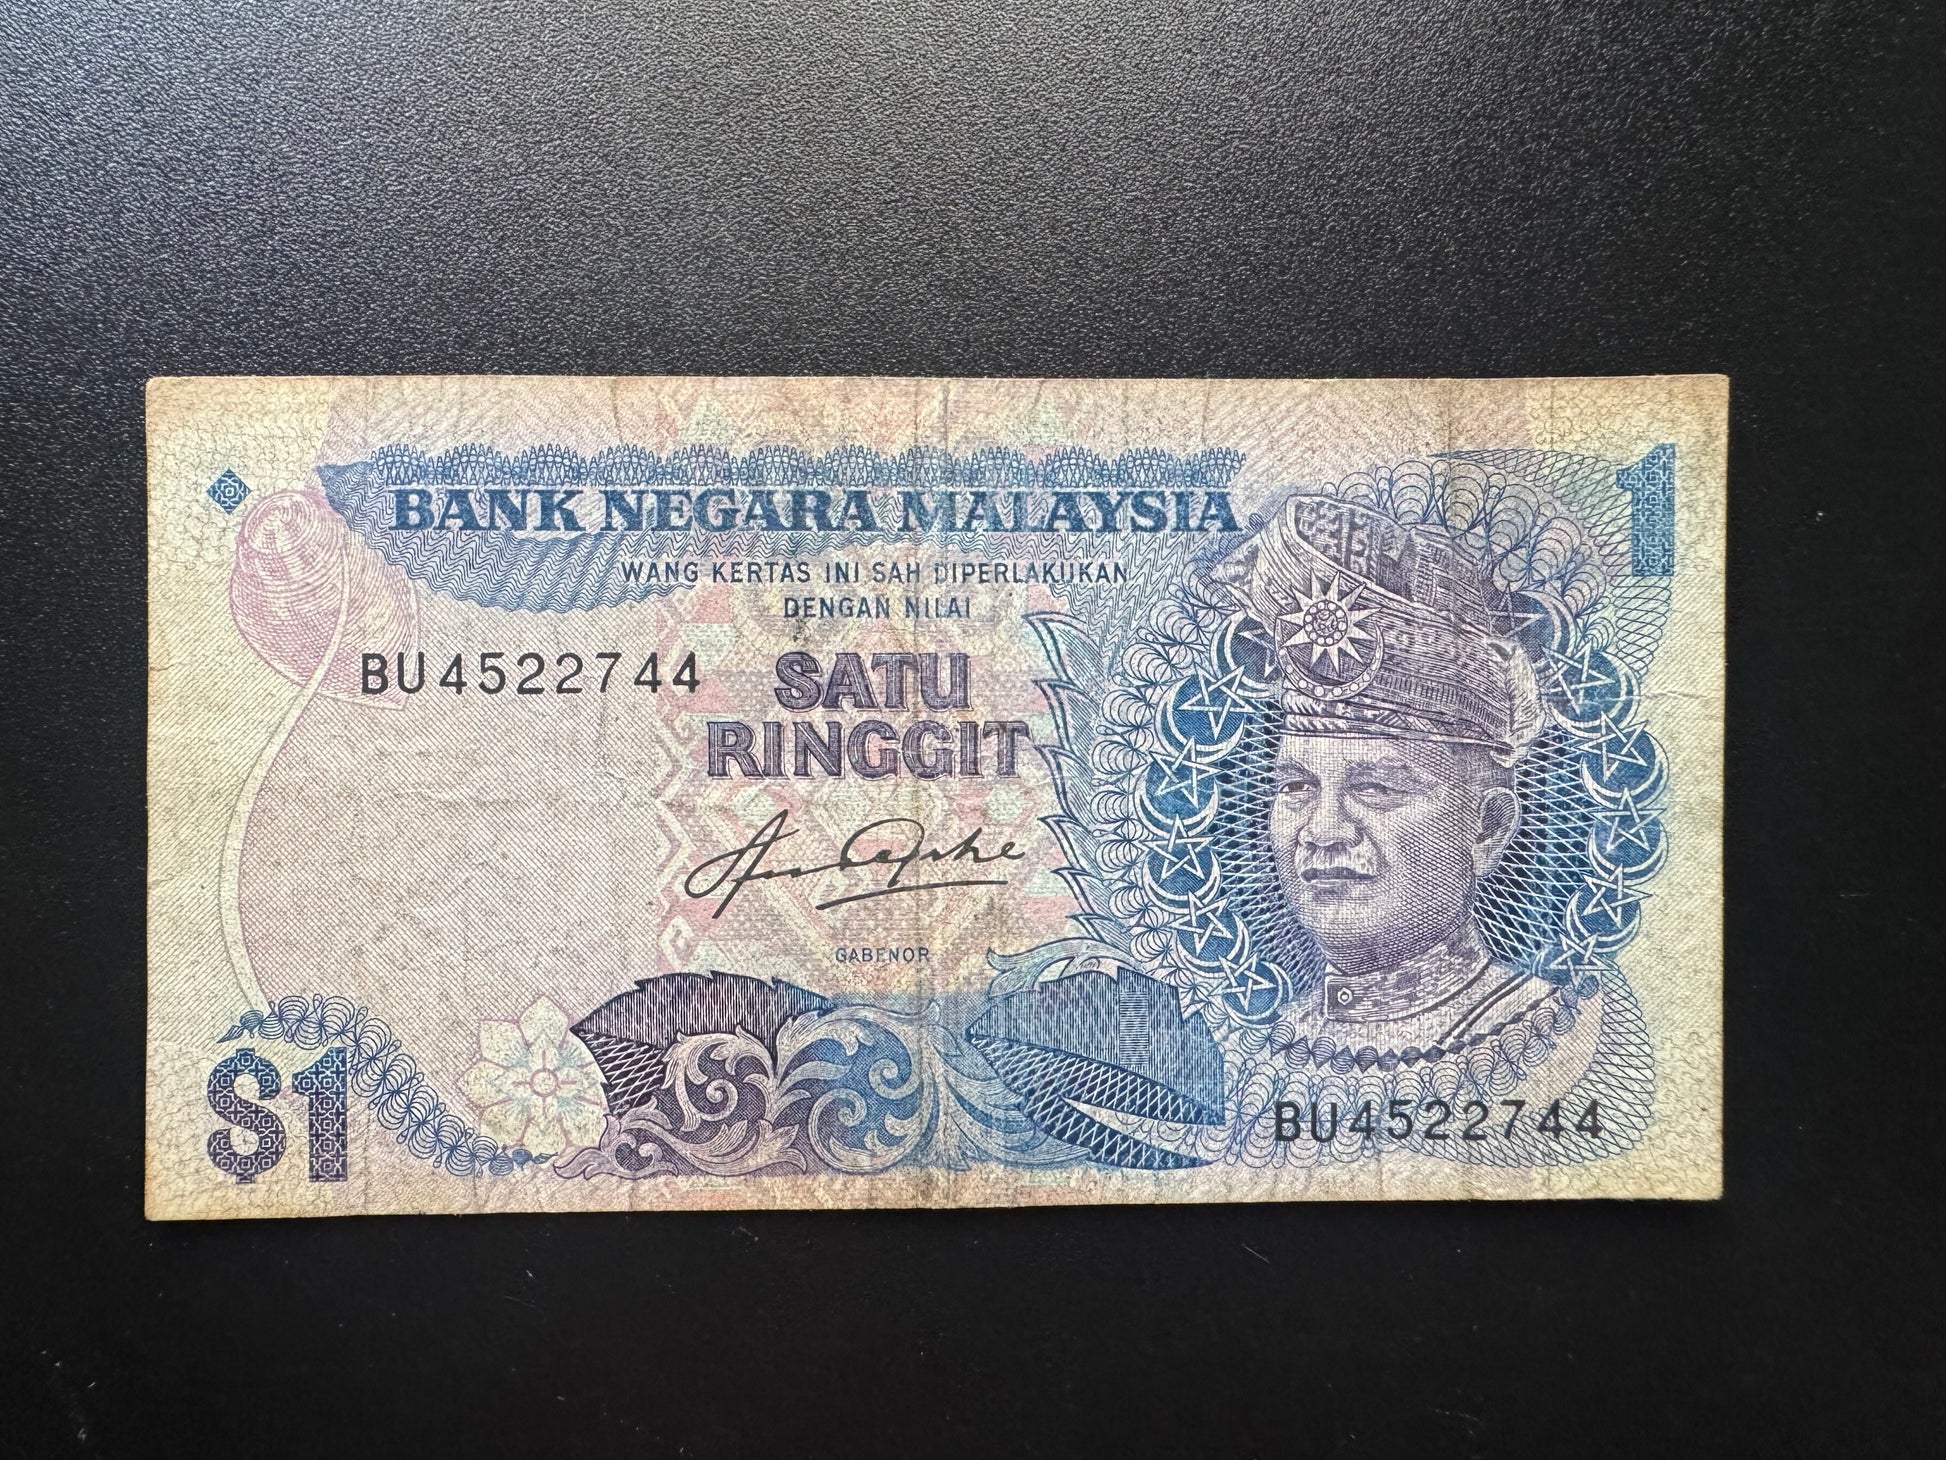 BANK NEGARA MALAYSIA
1
WANG KERTAS INI SAH DIPERLAKUKAN
DENGAN NILAI
BU4522744
SATU
RINGGIT
GABENOR
$1
BU4522744